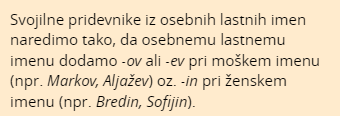 Svojilne pridevnike iz osebnih lastnih imen
naredimo tako, da osebnemu lastnemu
imenu dodamo -ov ali -ev pri moškem imenu
(npr. Markov, Aljažev) oz. -in pri ženskem
imenu (npr. Bredin, Sofijin).